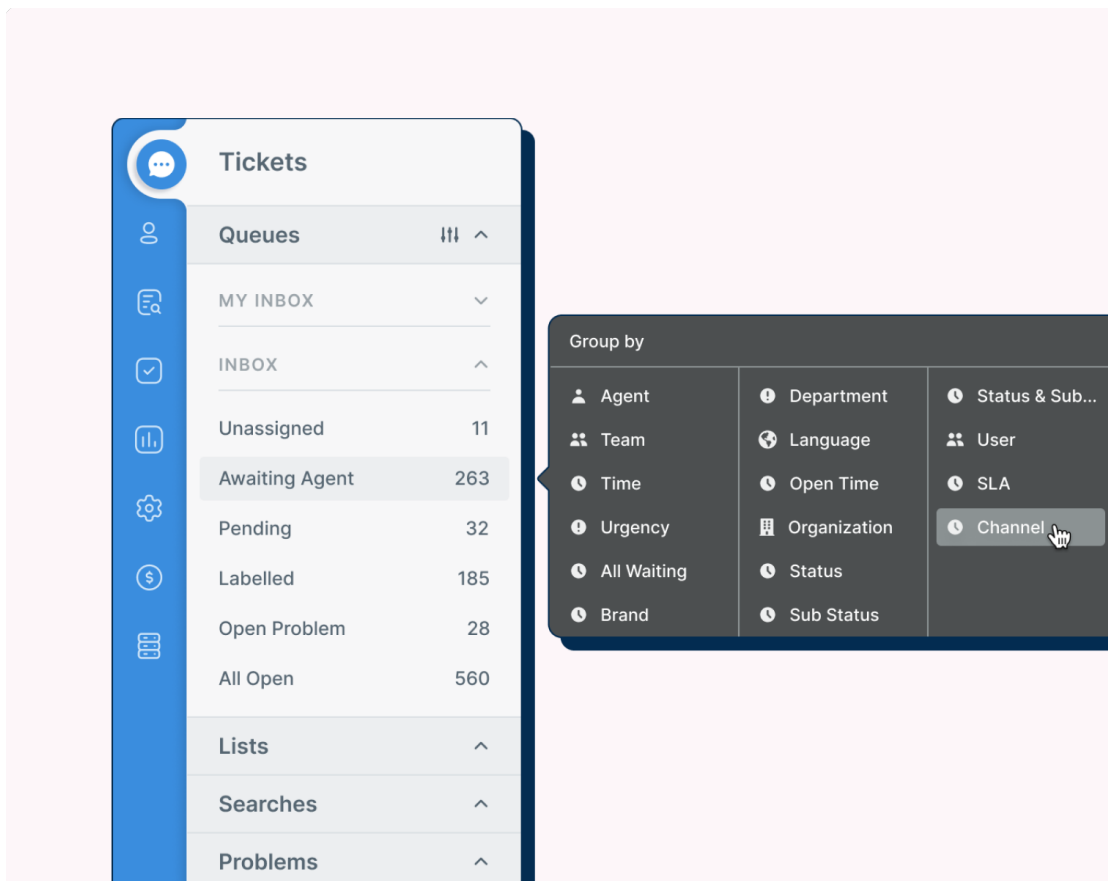 Tickets
Queues
MY INBOX
INBOX
Unassigned 11
Awaiting Agent 263
Pending 32
Labelled 185
Open Problem 28
All Open 560
Lists
Searches
Problems
Group by
Agent
Team
Time
Urgency
All Waiting
Brand
Department
Language
Open Time
Organization
Status
Sub Status
Status & Sub...
User
SLA
Channel